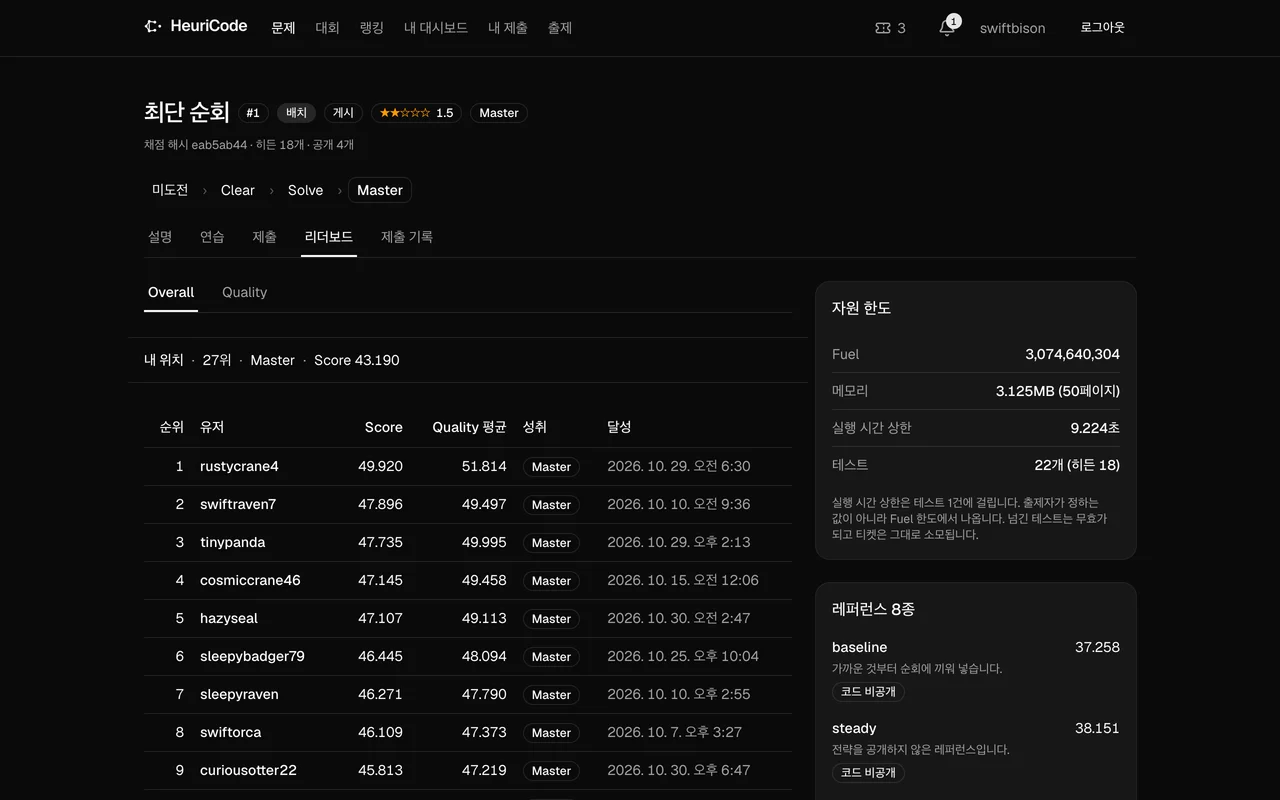 HeuriCode 문제 대회 랭킹 내 대시보드 내 제출 출제 3 1 swiftbison 로그아웃
최단 순회 #1 배치 게시 ★★☆☆☆ 1.5 Master
채점 해시 eab5ab44 · 히든 18개 · 공개 4개
미도전 › Clear › Solve › Master
설명 연습 제출 리더보드 제출 기록
Overall Quality
내 위치 · 27위 · Master · Score 43.190
순위 유저 Score Quality 평균 성취 달성
1 rustycrane4 49.920 51.814 Master 2026. 10. 29. 오전 6:30
2 swiftraven7 47.896 49.497 Master 2026. 10. 10. 오전 9:36
3 tinypanda 47.735 49.995 Master 2026. 10. 29. 오후 2:13
4 cosmiccrane46 47.145 49.458 Master 2026. 10. 15. 오전 12:06
5 hazyseal 47.107 49.113 Master 2026. 10. 30. 오전 2:47
6 sleepybadger79 46.445 48.094 Master 2026. 10. 25. 오후 10:04
7 sleepyraven 46.271 47.790 Master 2026. 10. 10. 오후 2:55
8 swiftorca 46.109 47.373 Master 2026. 10. 7. 오후 3:27
9 curiousotter22 45.813 47.219 Master 2026. 10. 30. 오후 6:47
자원 한도
Fuel 3,074,640,304
메모리 3.125MB (50페이지)
실행 시간 상한 9.224초
테스트 22개 (히든 18)
실행 시간 상한은 테스트 1건에 걸립니다. 출제자가 정하는
값이 아니라 Fuel 한도에서 나옵니다. 넘긴 테스트는 무효가
되고 티켓은 그대로 소모됩니다.
레퍼런스 8종
baseline 37.258
가까운 것부터 순회에 끼워 넣습니다.
코드 비공개
steady 38.151
전략을 공개하지 않은 레퍼런스입니다.
코드 비공개